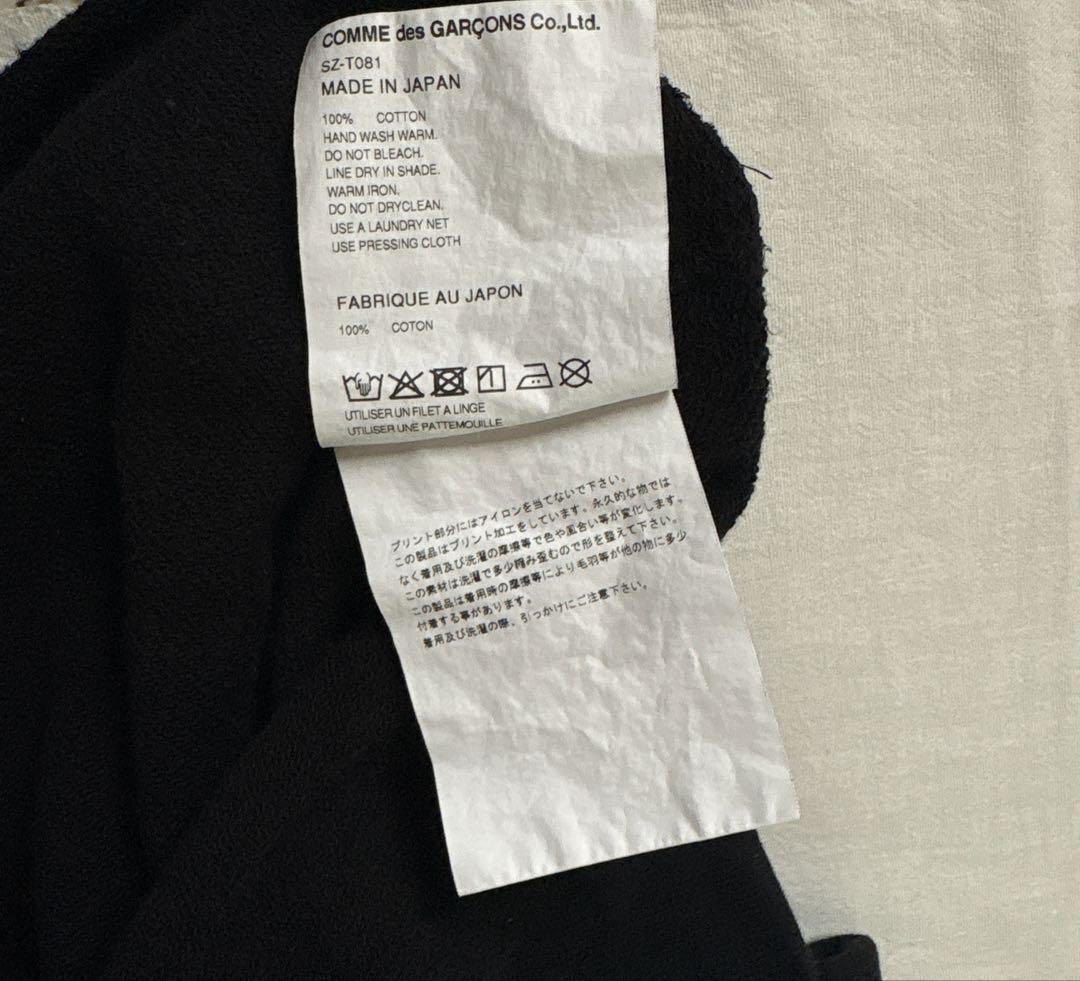 COMME des GARÇONS Co.,Ltd.
SZ-T081
MADE IN JAPAN
100% COTTON
HAND WASH WARM.
DO NOT BLEACH.
LINE DRY IN SHADE.
WARM IRON.
DO NOT DRYCLEAN.
USE A LAUNDRY NET
USE PRESSING CLOTH
FABRIQUE AU JAPON
100% COTON
UTILISER UN FILET A LINGE
UTILISER UNE PATTEMOUILLE
プリント部分にはアイロンを当てないで下さい。
この製品はプリント加工をしています。永久的な物では
なく着用及び洗濯の摩擦等で色や風合い等が変化します。
この素材は洗濯で多少縮み歪むので形を整えて下さい。
この製品は着用時の摩擦等により毛羽等が他の物に多少
付着する事があります。
着用及び洗濯の際、引っかけにご注意下さい。